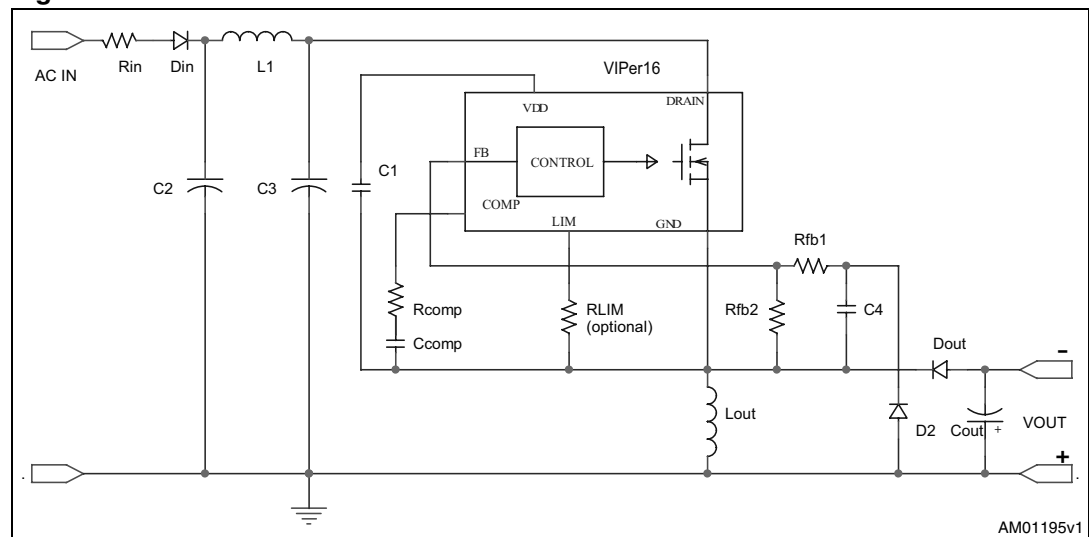 AC IN
Rin
Din
L1
VIPer16
VDD
DRAIN
FB
CONTROL
C1
C2
C3
COMP
LIM
GND
Rfb1
Rcomp
RLIM
(optional)
Rfb2
C4
Ccomp
Dout
-
Lout
D2
Cout
+
VOUT
+
AM01195v1